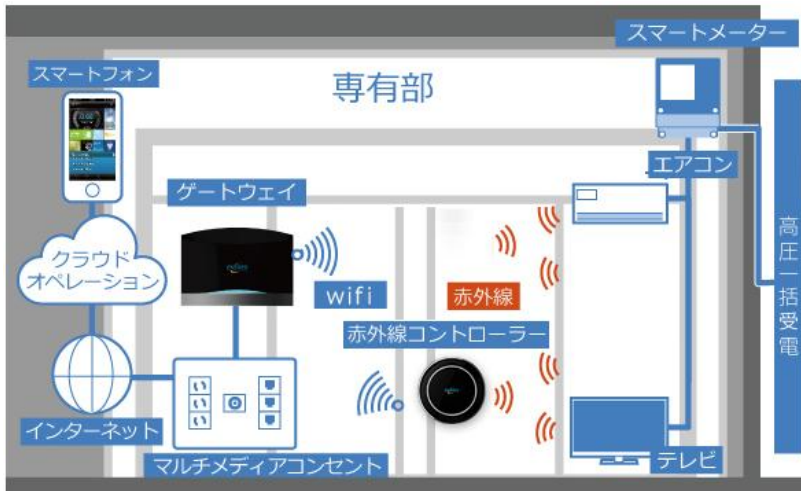 スマートメーター
スマートフォン
専有部
エアコン
ゲートウェイ
クラウド
オペレーション
wifi
赤外線
高圧一括受電
赤外線コントローラー
インターネット
マルチメディアコンセント
テレビ